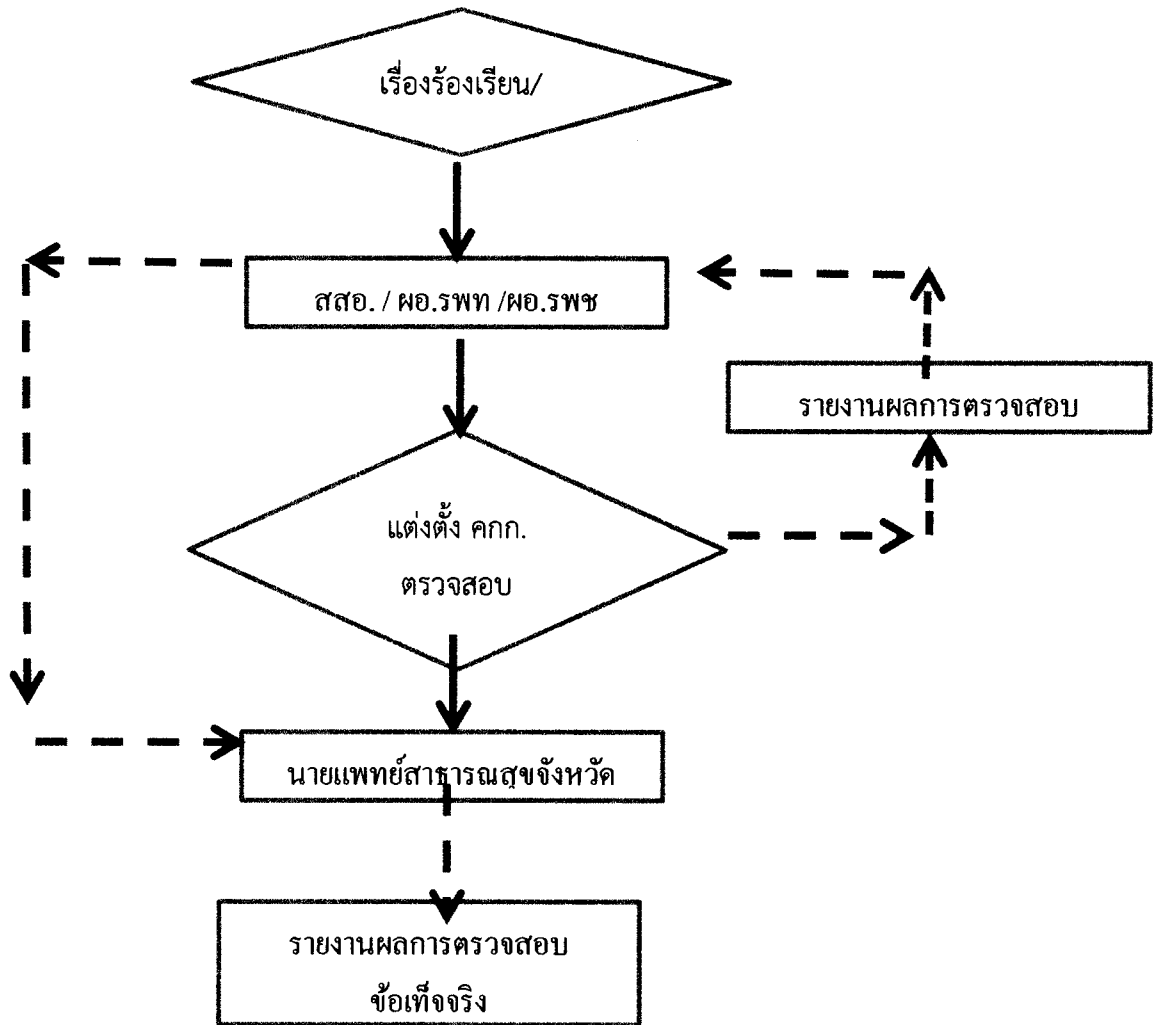 เรื่องร้องเรียน/
สสอ. / ผอ.รพท /ผอ.รพช
รายงานผลการตรวจสอบ
แต่งตั้ง คกก.
ตรวจสอบ
นายแพทย์สาธารณสุขจังหวัด
รายงานผลการตรวจสอบ
ข้อเท็จจริง